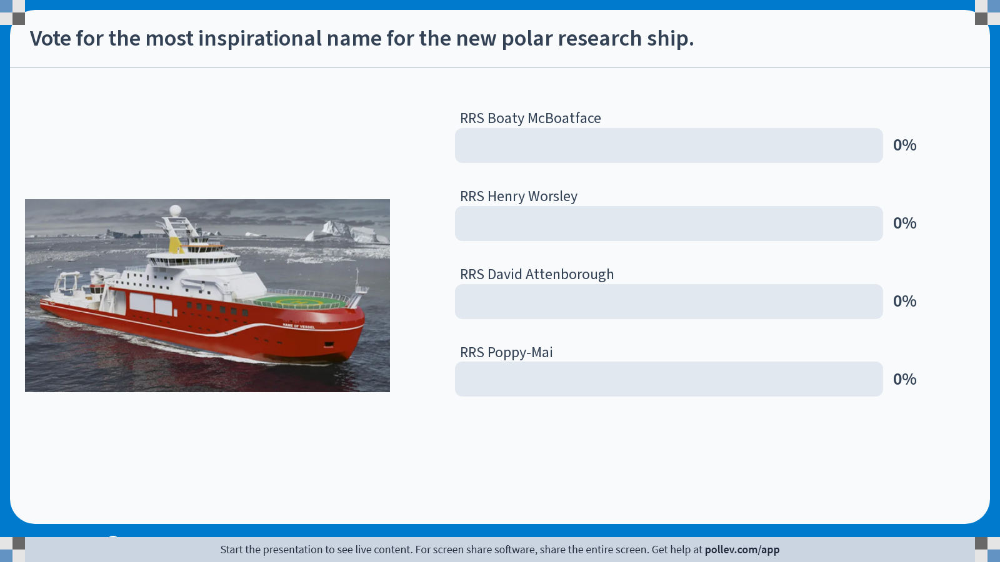 Vote for the most inspirational name for the new polar research ship.
RRS Boaty McBoatface
0%
RRS Henry Worsley
0%
RRS David Attenborough
0%
RRS Poppy-Mai
0%
NAME OF VESSEL
Start the presentation to see live content. For screen share software, share the entire screen. Get help at pollev.com/app